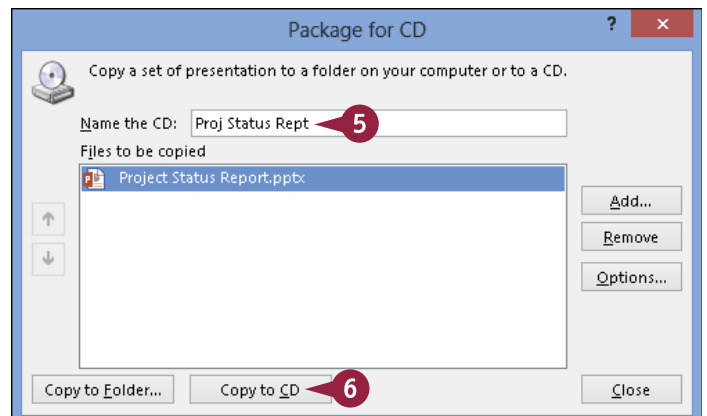 Package for CD
?
×
Copy a set of presentation to a folder on your computer or to a CD.
Name the CD: Proj Status Rept 5
Files to be copied
Project Status Report.pptx
Add...
Remove
Options...
Copy to Folder... Copy to CD 6 Close